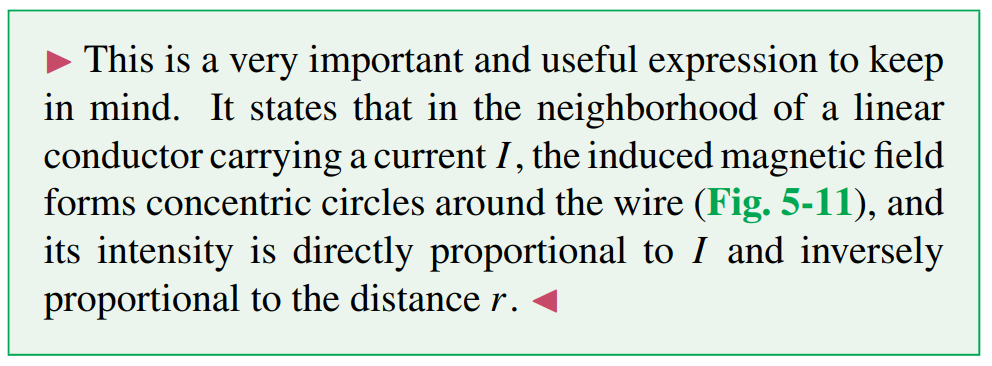 ▶ This is a very important and useful expression to keep
in mind. It states that in the neighborhood of a linear
conductor carrying a current I, the induced magnetic field
forms concentric circles around the wire (Fig. 5-11), and
its intensity is directly proportional to I and inversely
proportional to the distance r. ◀